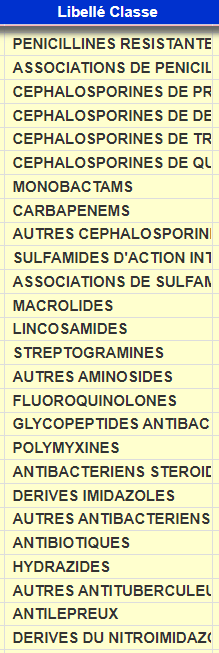 Libellé Classe
PENICILLINES RESISTANTE
ASSOCIATIONS DE PENICIL
CEPHALOSPORINES DE PR
CEPHALOSPORINES DE DE
CEPHALOSPORINES DE TR
CEPHALOSPORINES DE QU
MONOBACTAMS
CARBAPENEMS
AUTRES CEPHALOSPORINI
SULFAMIDES D'ACTION INT
ASSOCIATIONS DE SULFAM
MACROLIDES
LINCOSAMIDES
STREPTOGRAMINES
AUTRES AMINOSIDES
FLUOROQUINOLONES
GLYCOPEPTIDES ANTIBAC
POLYMYXINES
ANTIBACTERIENS STEROID
DERIVES IMIDAZOLES
AUTRES ANTIBACTERIENS
ANTIBIOTIQUES
HYDRAZIDES
AUTRES ANTITUBERCULEU
ANTILEPREUX
DERIVES DU NITROIMIDAZO